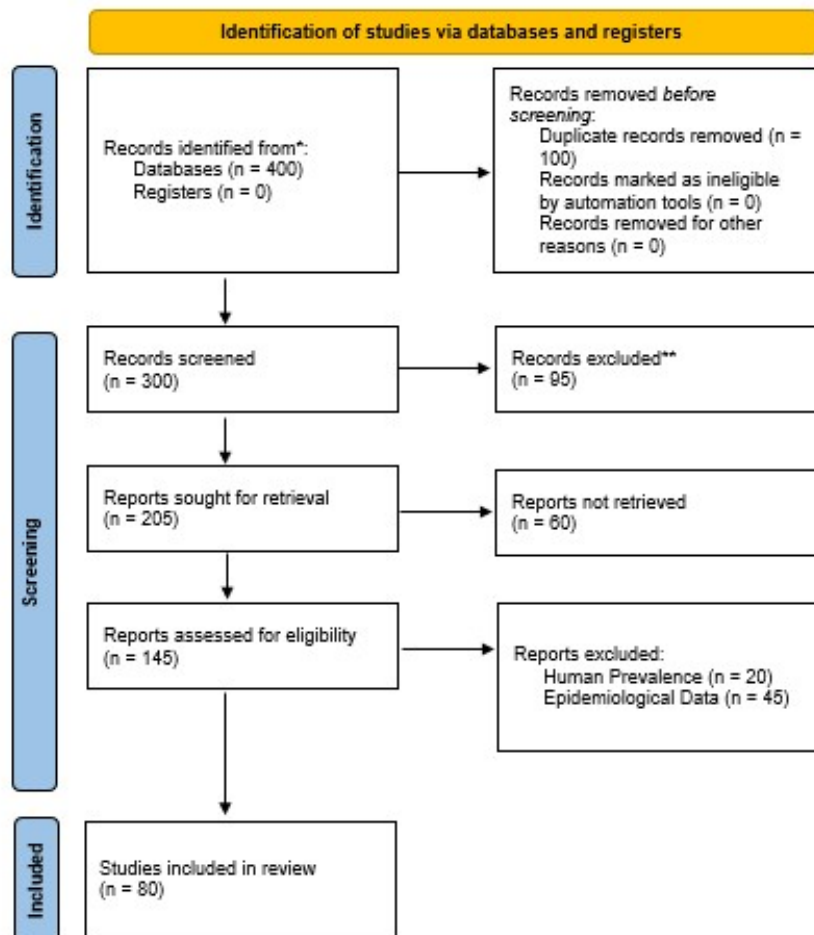 Identification of studies via databases and registers
Identification
Records identified from*:
Databases (n = 400)
Registers (n = 0)
Records removed before
screening:
Duplicate records removed (n =
100)
Records marked as ineligible
by automation tools (n = 0)
Records removed for other
reasons (n = 0)
Screening
Records screened
(n = 300)
Records excluded**
(n = 95)
Reports sought for retrieval
(n = 205)
Reports not retrieved
(n = 60)
Reports assessed for eligibility
(n = 145)
Reports excluded:
Human Prevalence (n = 20)
Epidemiological Data (n = 45)
Included
Studies included in review
(n = 80)